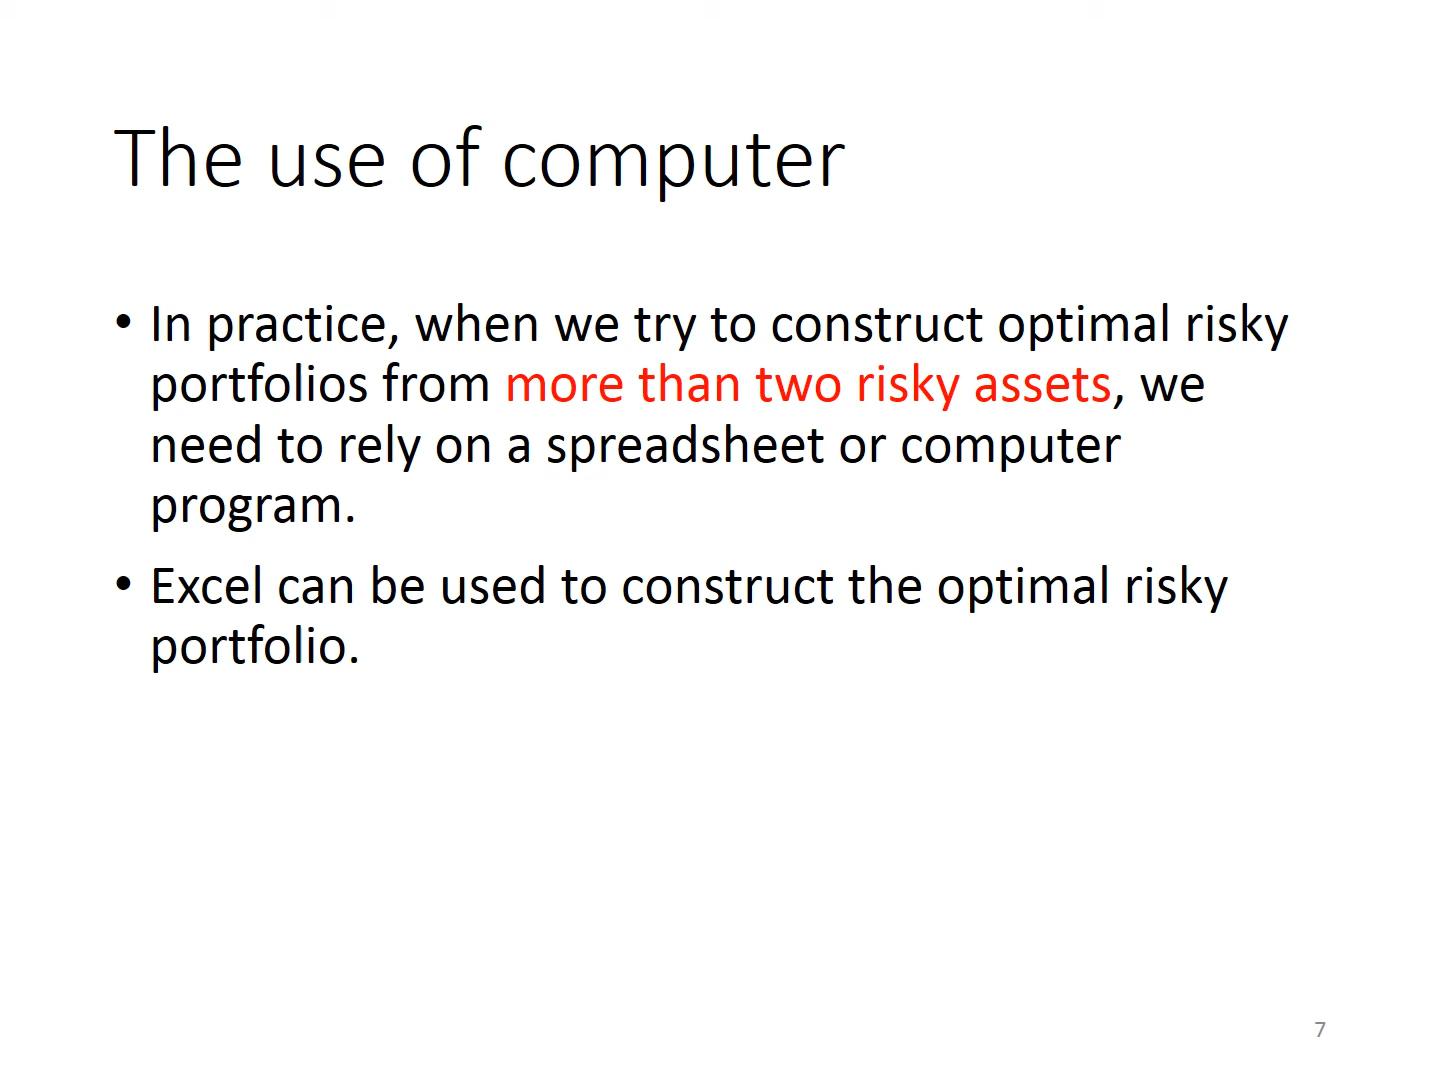 The use of computer
• In practice, when we try to construct optimal risky
portfolios from more than two risky assets, we
need to rely on a spreadsheet or computer
program.
• Excel can be used to construct the optimal risky
portfolio.
7